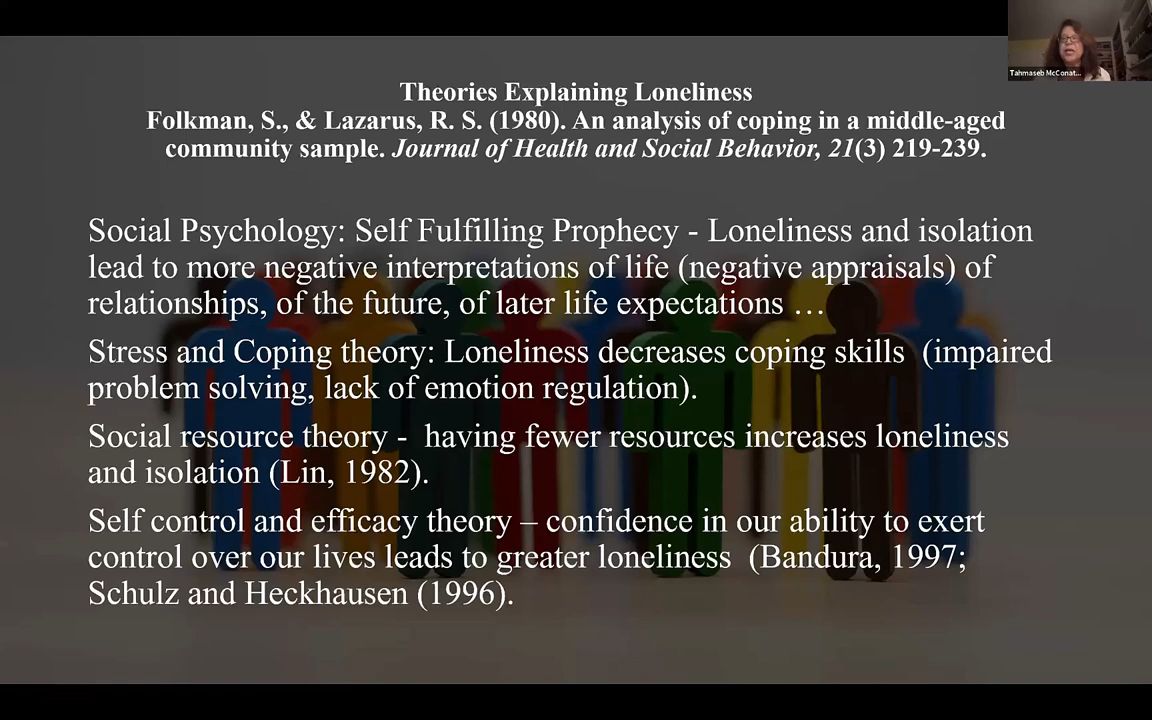 Tahmaseb McConat...
Theories Explaining Loneliness
Folkman, S., & Lazarus, R. S. (1980). An analysis of coping in a middle-aged
community sample. Journal of Health and Social Behavior, 21(3) 219-239.
Social Psychology: Self Fulfilling Prophecy - Loneliness and isolation
lead to more negative interpretations of life (negative appraisals) of
relationships, of the future, of later life expectations …
Stress and Coping theory: Loneliness decreases coping skills (impaired
problem solving, lack of emotion regulation).
Social resource theory - having fewer resources increases loneliness
and isolation (Lin, 1982).
Self control and efficacy theory – confidence in our ability to exert
control over our lives leads to greater loneliness (Bandura, 1997;
Schulz and Heckhausen (1996).